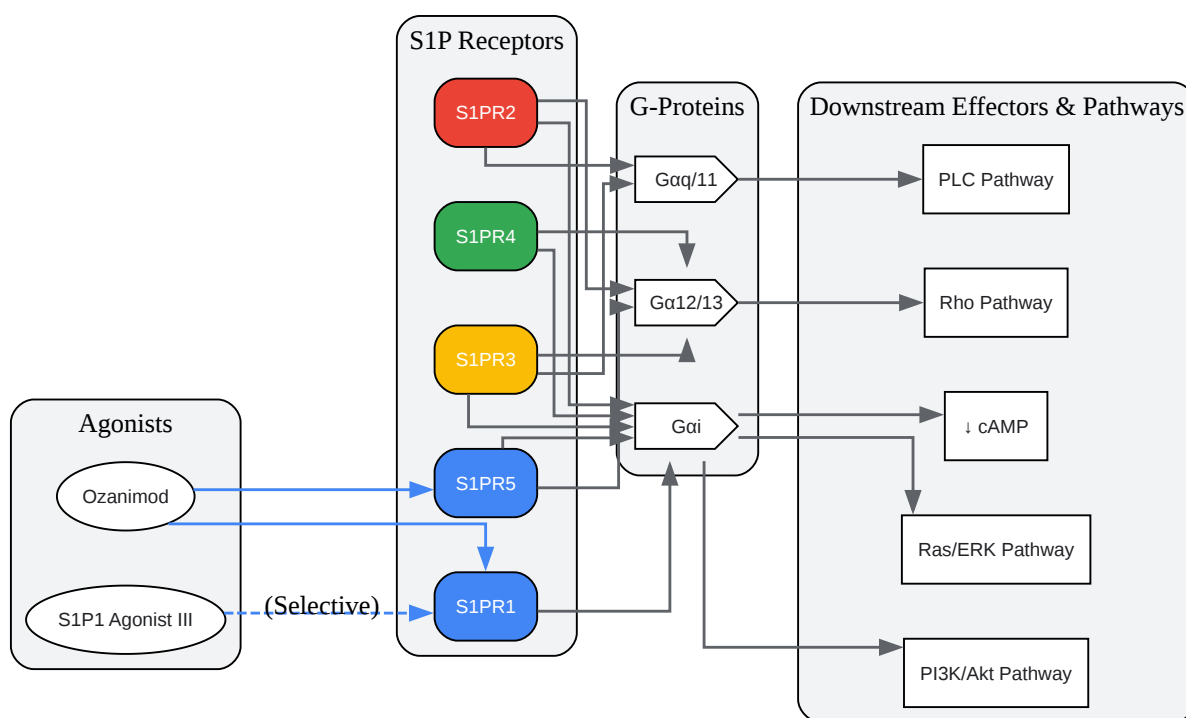 S1P Receptors
S1PR2
S1PR4
S1PR3
S1PR5
S1PR1
G-Proteins
Gαq/11
Gα12/13
Gαi
Downstream Effectors & Pathways
PLC Pathway
Rho Pathway
↓ cAMP
Ras/ERK Pathway
PI3K/Akt Pathway
Agonists
Ozanimod
S1P1 Agonist III
(Selective)